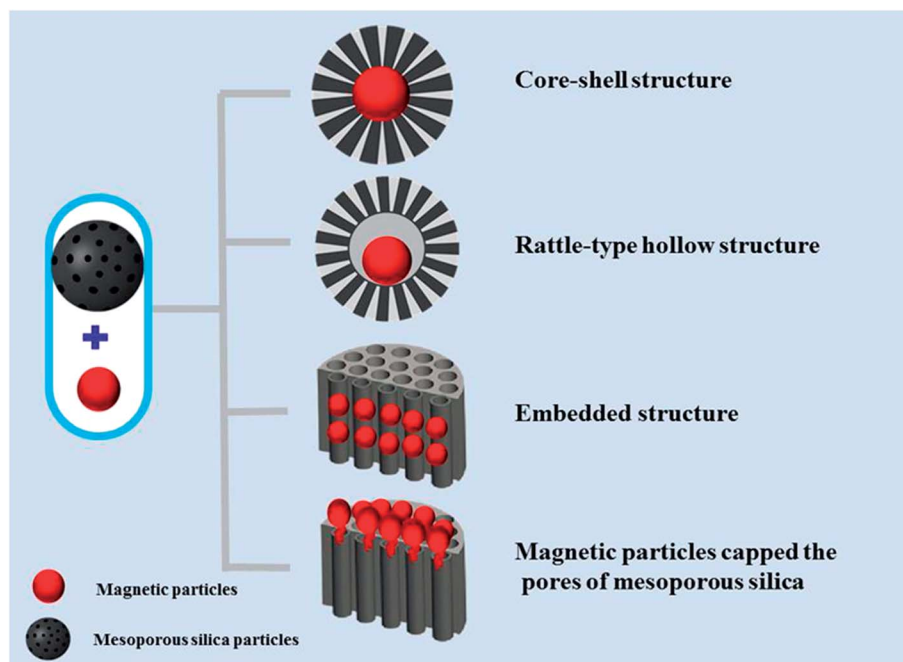 Core-shell structure
Rattle-type hollow structure
Embedded structure
Magnetic particles capped the
pores of mesoporous silica
Magnetic particles
Mesoporous silica particles